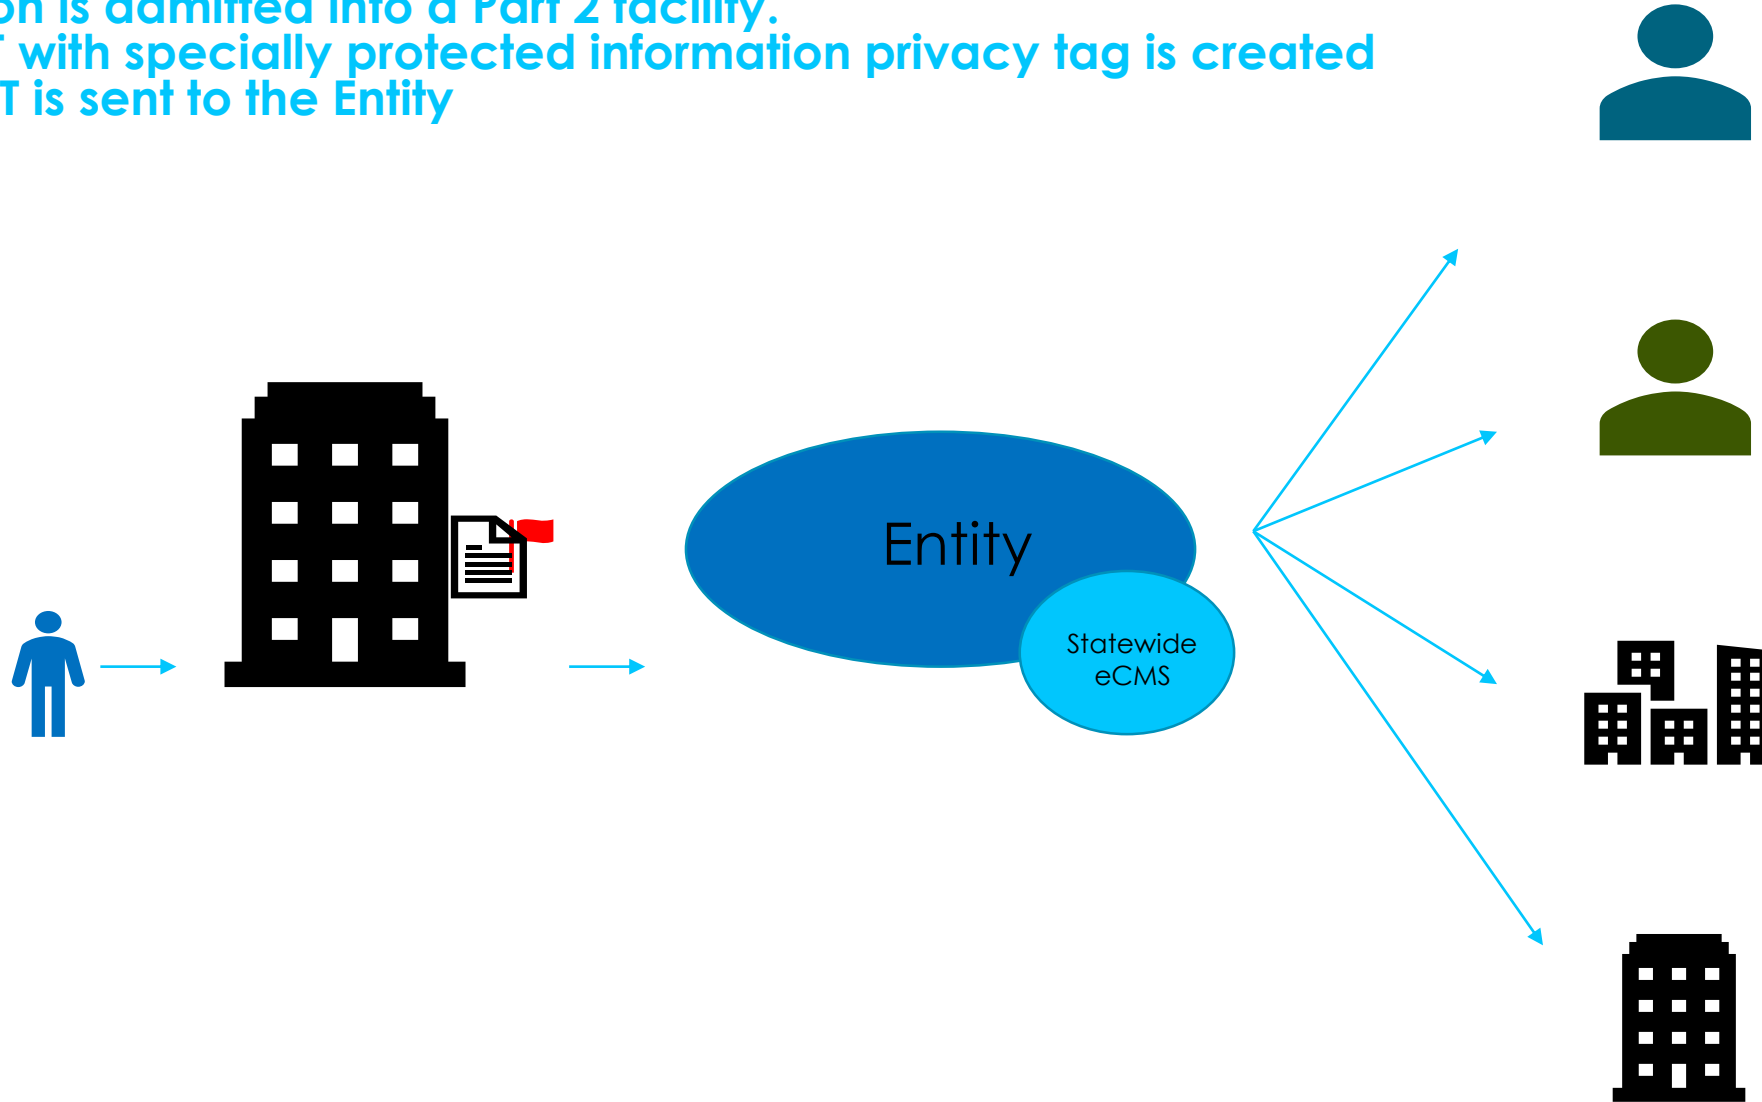 is admitted into a Part 2 facility.
with specially protected information privacy tag is created
is sent to the Entity
Entity
Statewide
eCMS